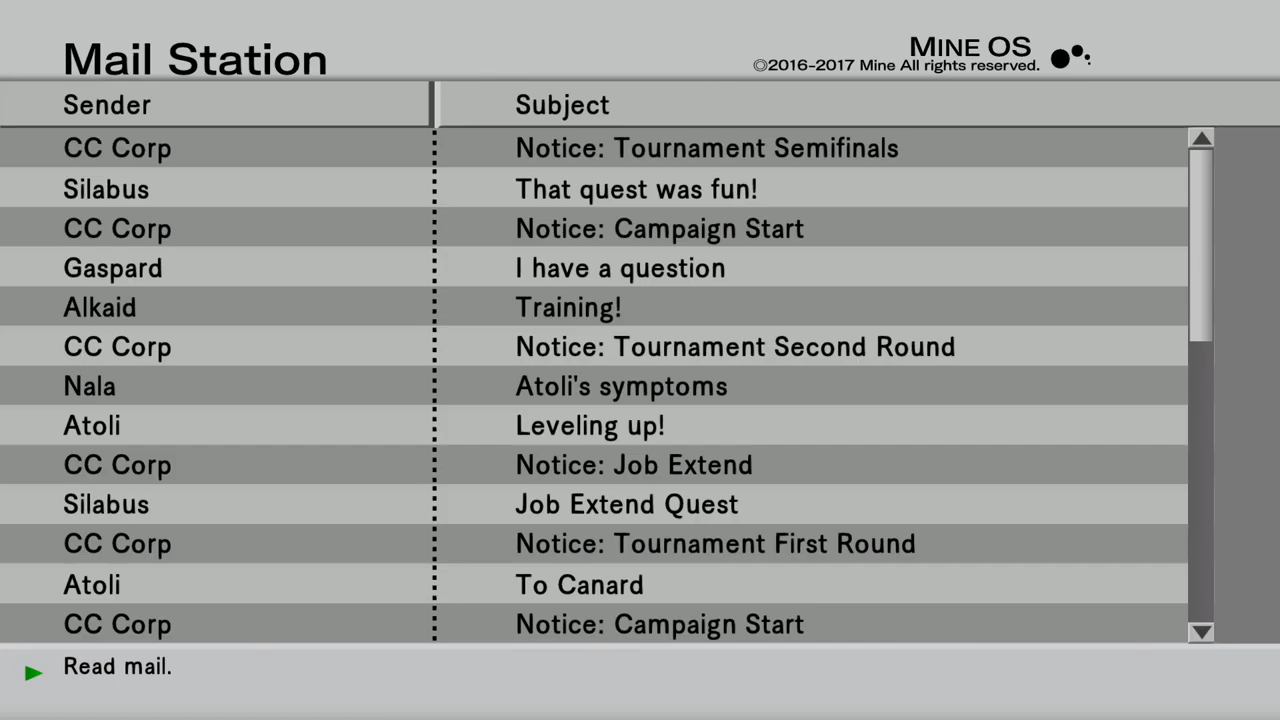 Mail Station
MINE OS
©2016-2017 Mine All rights reserved.
Sender Subject
CC Corp Notice: Tournament Semifinals
Silabus That quest was fun!
CC Corp Notice: Campaign Start
Gaspard I have a question
Alkaid Training!
CC Corp Notice: Tournament Second Round
Nala Atoli's symptoms
Atoli Leveling up!
CC Corp Notice: Job Extend
Silabus Job Extend Quest
CC Corp Notice: Tournament First Round
Atoli To Canard
CC Corp Notice: Campaign Start
Read mail.